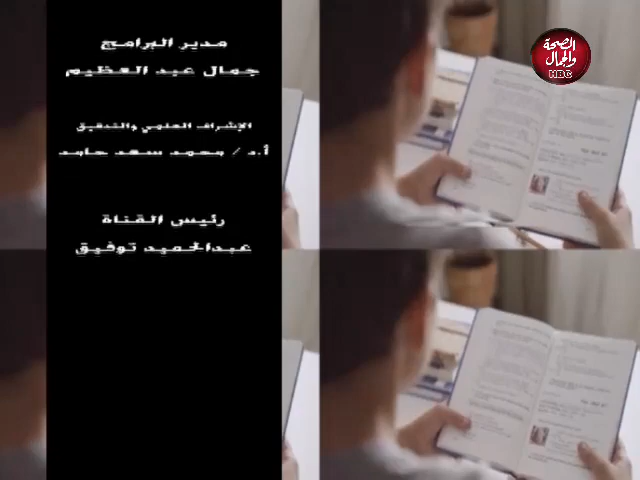 مدير البرامج
جمال عبد العظيم
الإشراف العلمي والتدقيق
أ.د / محمد سعد حامد
رئيس القناة
عبدالحميد توفيق
الصحة
والجمال
HBC